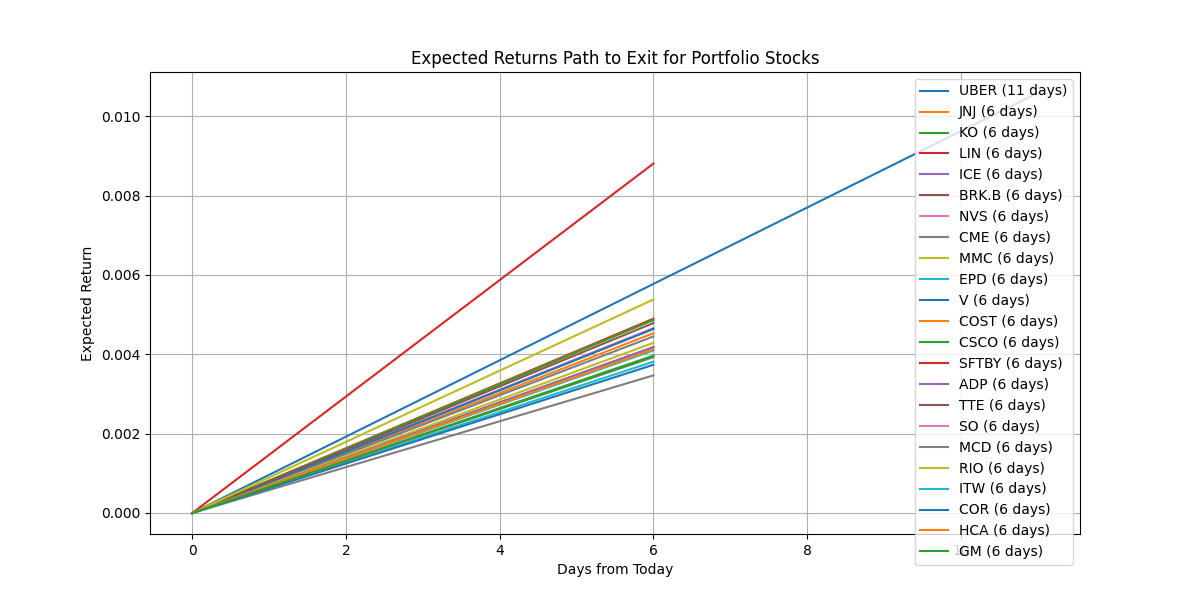 Expected Returns Path to Exit for Portfolio Stocks
Expected Return
0.010
0.008
0.006
0.004
0.002
0.000
UBER (11 days)
JNJ (6 days)
KO (6 days)
LIN (6 days)
ICE (6 days)
BRK.B (6 days)
NVS (6 days)
CME (6 days)
MMC (6 days)
EPD (6 days)
V (6 days)
COST (6 days)
CSCO (6 days)
SFTBY (6 days)
ADP (6 days)
TTE (6 days)
SO (6 days)
MCD (6 days)
RIO (6 days)
ITW (6 days)
COR (6 days)
HCA (6 days)
GM (6 days)
0 2 4 6 8
Days from Today